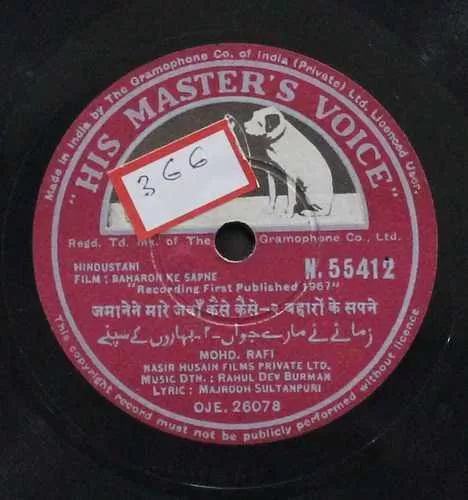 Made in India by The Gramophone Co. of India (Private) Ltd. Licenced User.
"HIS MASTER'S VOICE"
366
Regd. Td. Mk. of The Gramophone Co., Ltd.
HINDUSTANI
FILM : BAHARON KE SAPNE
N. 55412
"Recording First Published 1967"
जमानेने मारे जवाँ कैसे कैसे-२ बहारों के सपने
زمانے نے مارے جواں -۲- بہاروں کے سپنے
MOHD. RAFI
NASIR HUSAIN FILMS PRIVATE LTD.
MUSIC DTN. : RAHUL DEV BURMAN
LYRIC : MAJROOH SULTANPURI
OJE. 26078
This copyright record must not be publicly performed without licence